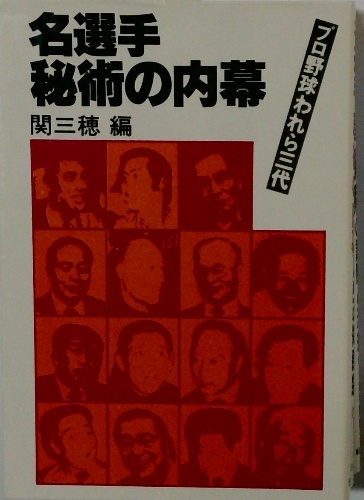 名選手
秘術の内幕
関三穂 編
プロ野球われら三代